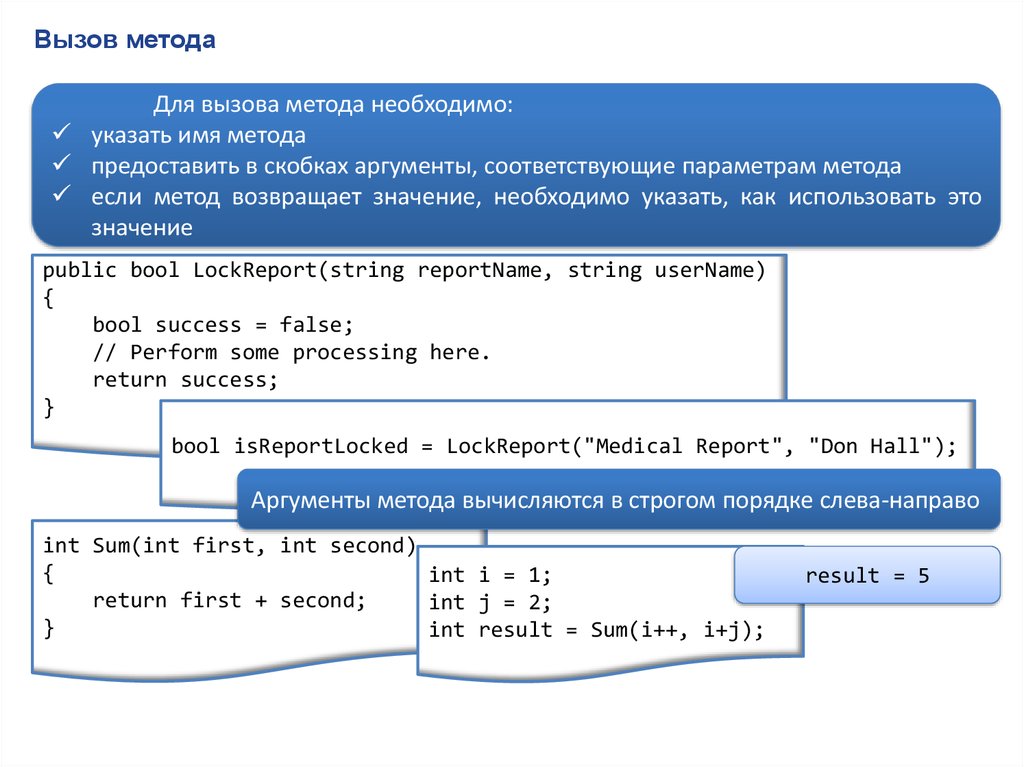 Вызов метода
Для вызова метода необходимо:
✓ указать имя метода
✓ предоставить в скобках аргументы, соответствующие параметрам метода
✓ если метод возвращает значение, необходимо указать, как использовать это
значение
public bool LockReport(string reportName, string userName)
{
    bool success = false;
    // Perform some processing here.
    return success;
}
bool isReportLocked = LockReport("Medical Report", "Don Hall");
Аргументы метода вычисляются в строгом порядке слева-направо
int Sum(int first, int second)
{
    return first + second;
}
int i = 1;
int j = 2;
int result = Sum(i++, i+j);
result = 5